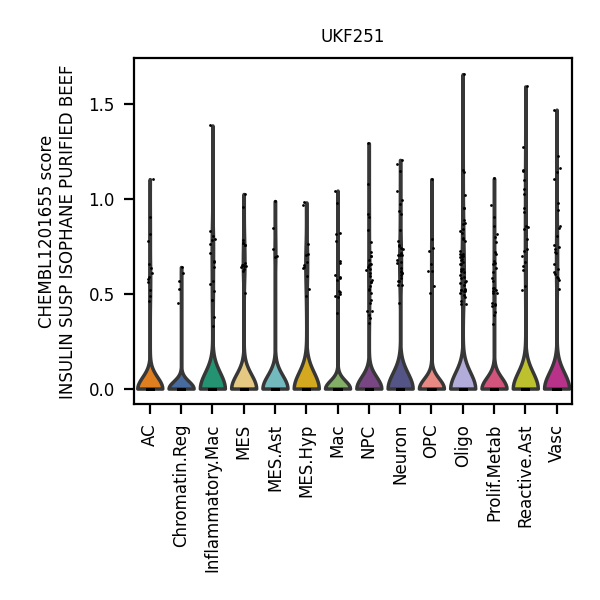 UKF251
CHEMBL1201655 score
INSULIN SUSP ISOPHANE PURIFIED BEEF
1.5
1.0
0.5
0.0
AC
Chromatin.Reg
Inflammatory.Mac
MES
MES.Ast
MES.Hyp
Mac
NPC
Neuron
OPC
Oligo
Prolif.Metab
Reactive.Ast
Vasc